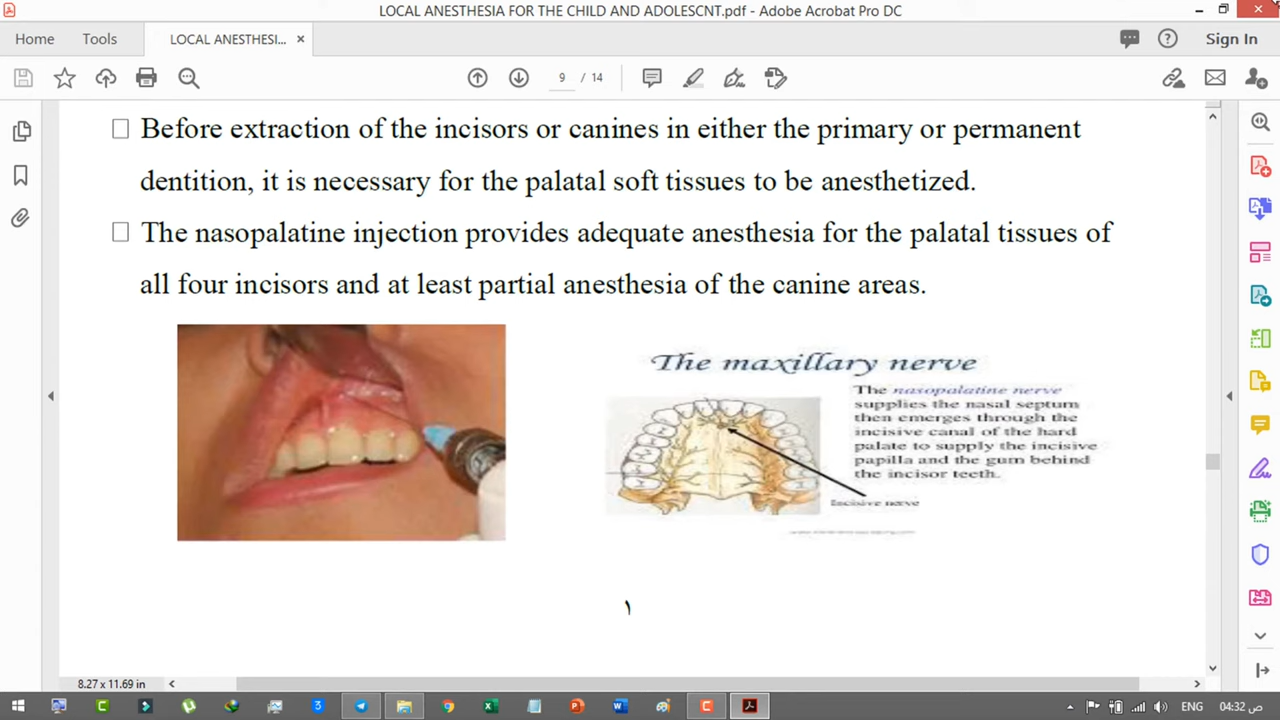 LOCAL ANESTHESIA FOR THE CHILD AND ADOLESCNT.pdf - Adobe Acrobat Pro DC
Home
Tools
LOCAL ANESTHESI...
Sign In
9 / 14
Before extraction of the incisors or canines in either the primary or permanent
dentition, it is necessary for the palatal soft tissues to be anesthetized.
The nasopalatine injection provides adequate anesthesia for the palatal tissues of
all four incisors and at least partial anesthesia of the canine areas.
The maxillary nerve
The nasopalatine nerve
supplies the nasal septum
then emerges through the
incisive canal of the hard
palate to supply the incisive
papilla and the gum behind
the incisor teeth.
Incisive nerve
١
8.27 x 11.69 in
ENG
04:32 ص